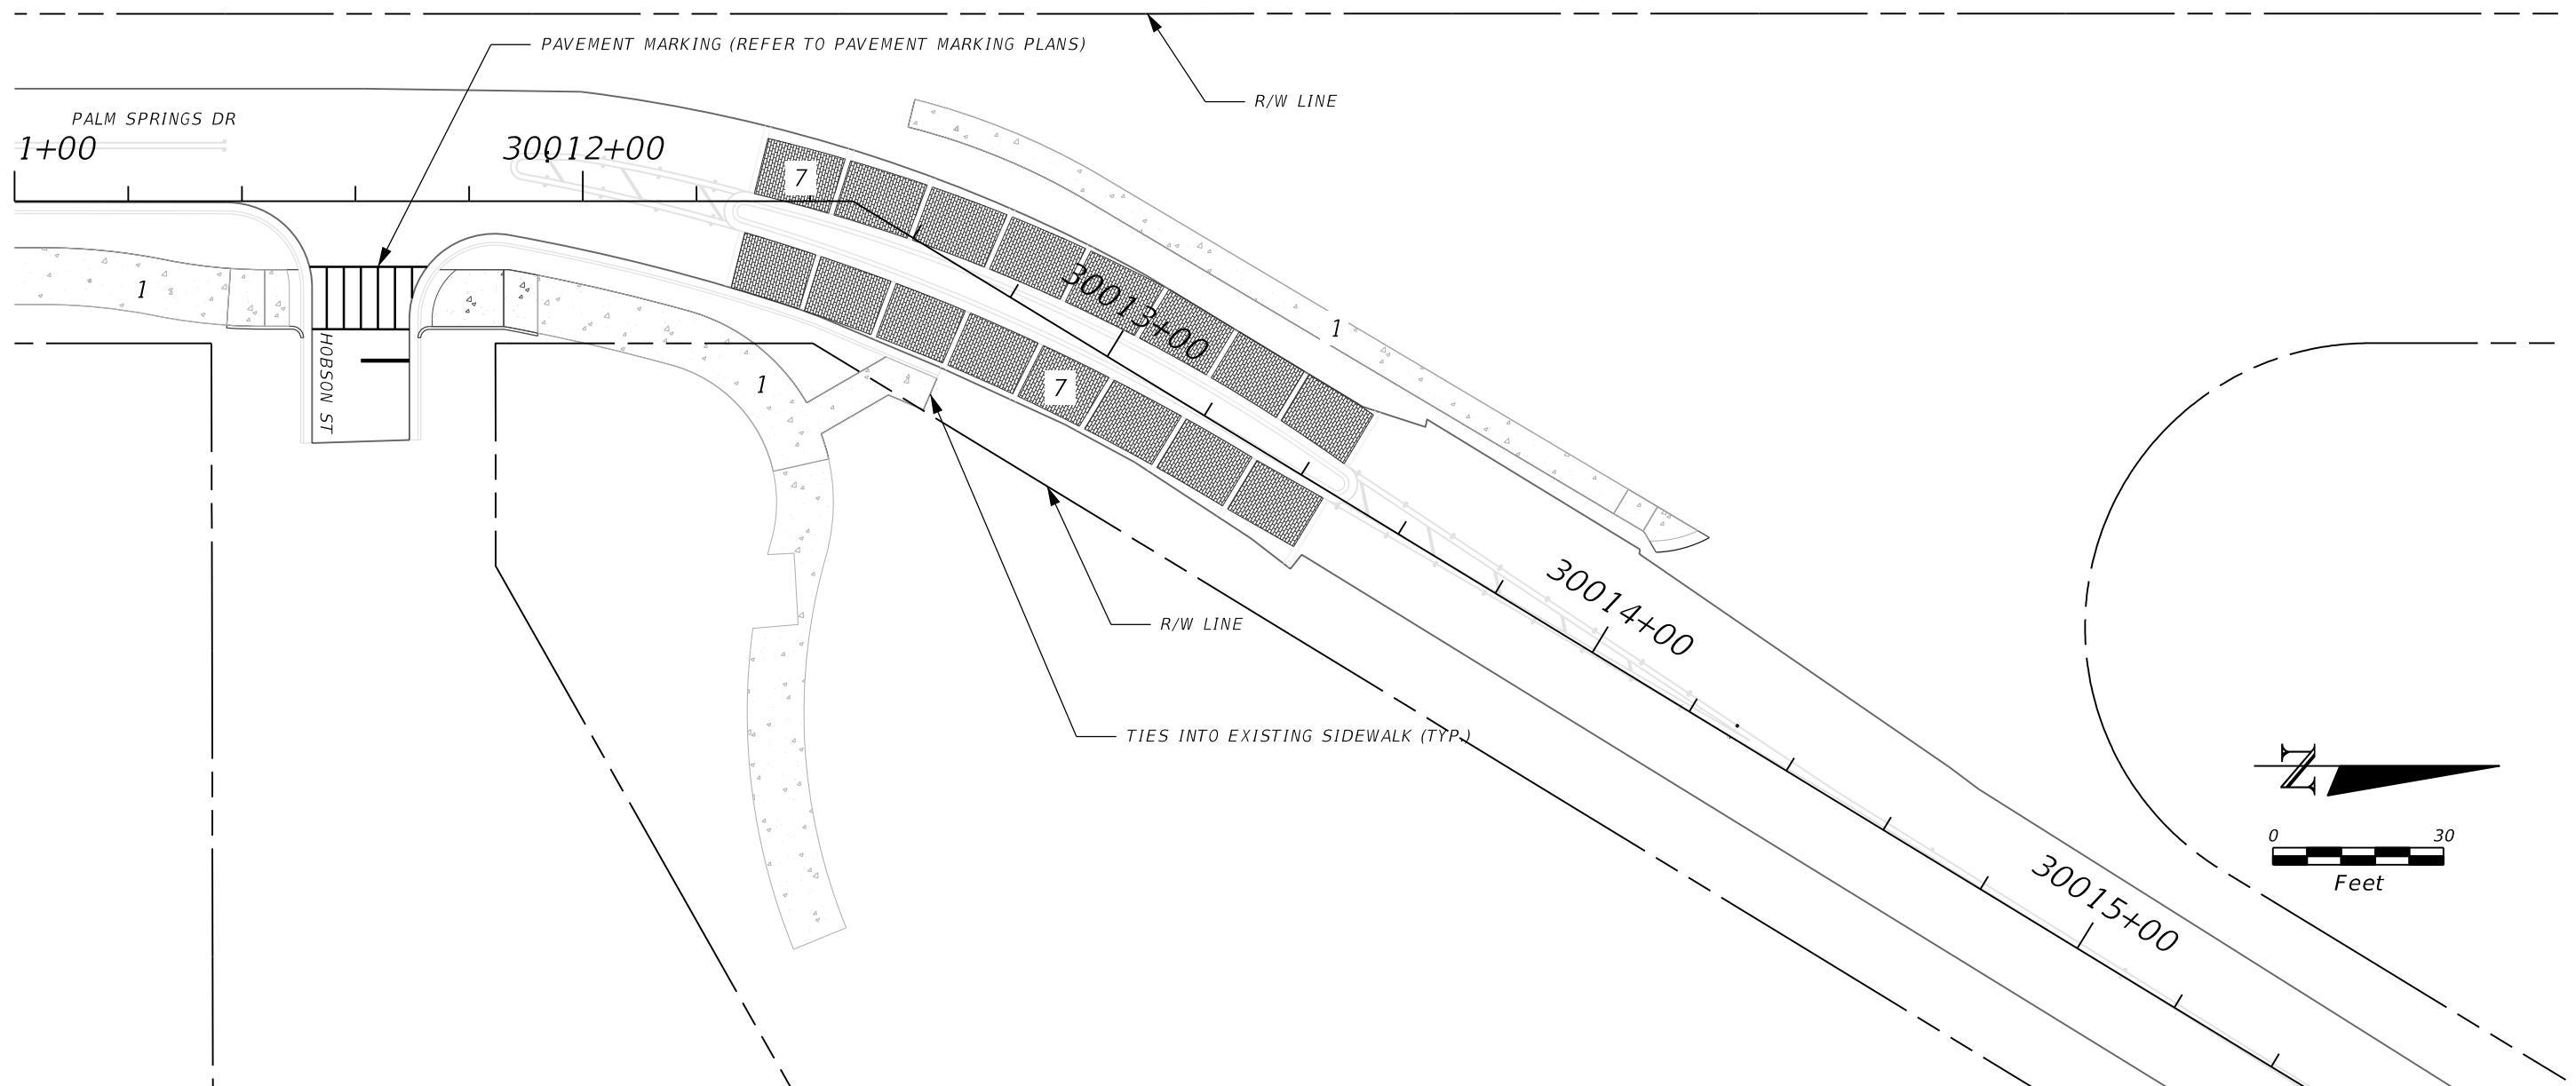 PAVEMENT MARKING (REFER TO PAVEMENT MARKING PLANS)
R/W LINE
PALM SPRINGS DR
1+00
30012+00
7
1
30013+00
1
HOBSON ST
1
7
30014+00
R/W LINE
TIES INTO EXISTING SIDEWALK (TYP.)
N
0 30
Feet
30015+00